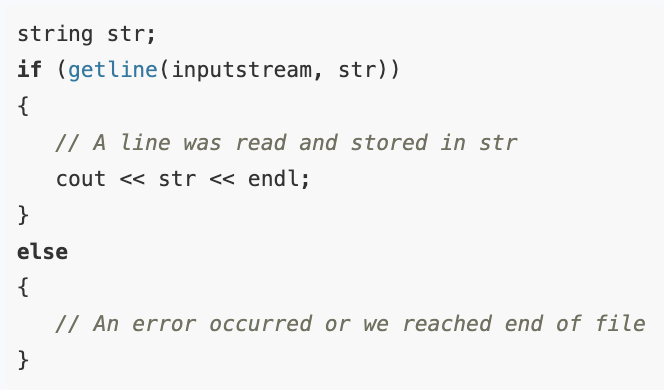 string str;
if (getline(inputstream, str))
{
   // A line was read and stored in str
   cout << str << endl;
}
else
{
   // An error occurred or we reached end of file
}